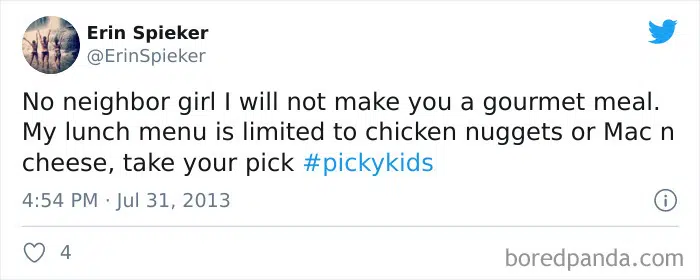 Erin Spieker
@ErinSpieker
No neighbor girl I will not make you a gourmet meal.
My lunch menu is limited to chicken nuggets or Mac n
cheese, take your pick #pickykids
4:54 PM · Jul 31, 2013
4
boredpanda.com